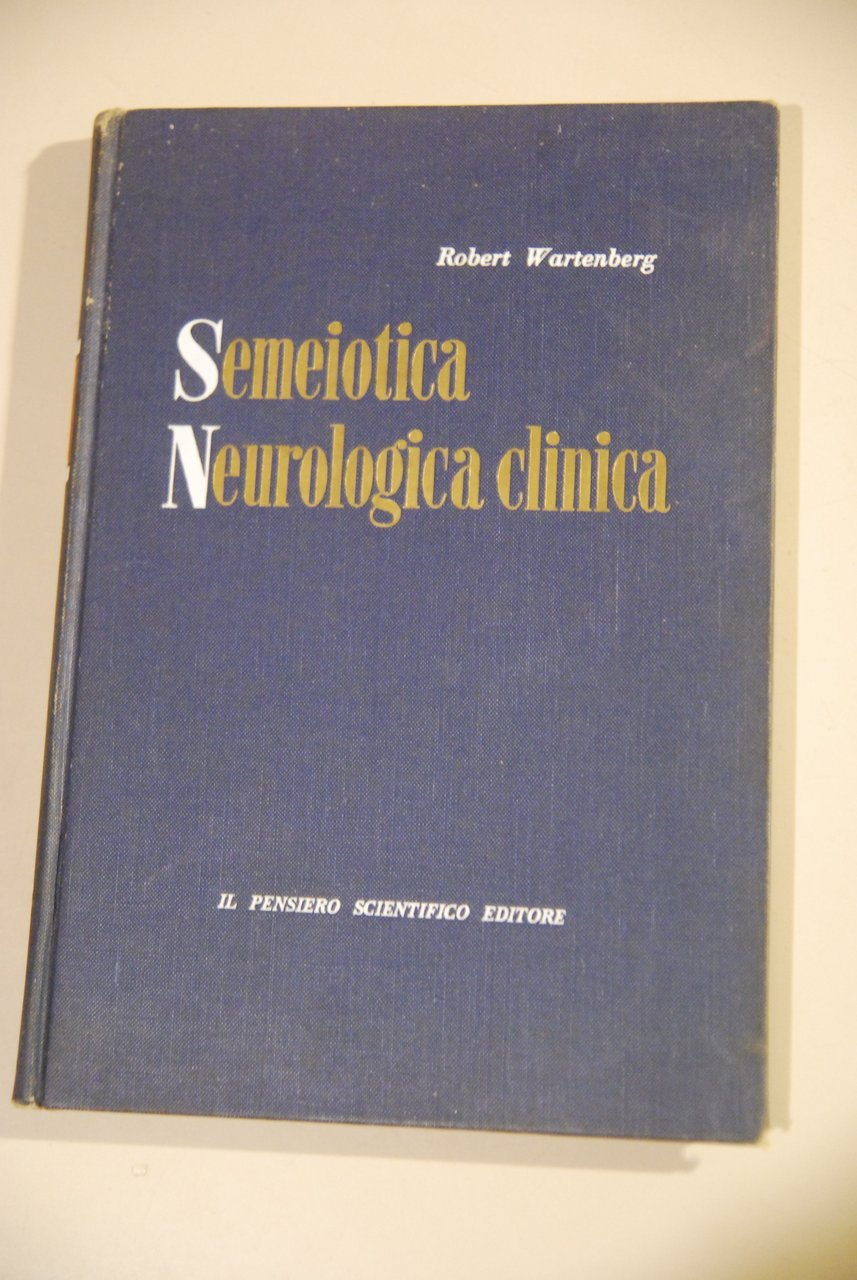 Robert Wartenberg
Semeiotica
Neurologica clinica
IL PENSIERO SCIENTIFICO EDITORE